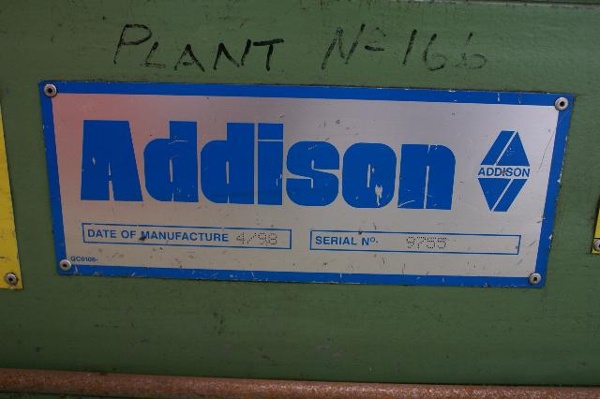 PLANT Nº 166
Addison
ADDISON
DATE OF MANUFACTURE 4/98
SERIAL Nº. 9755